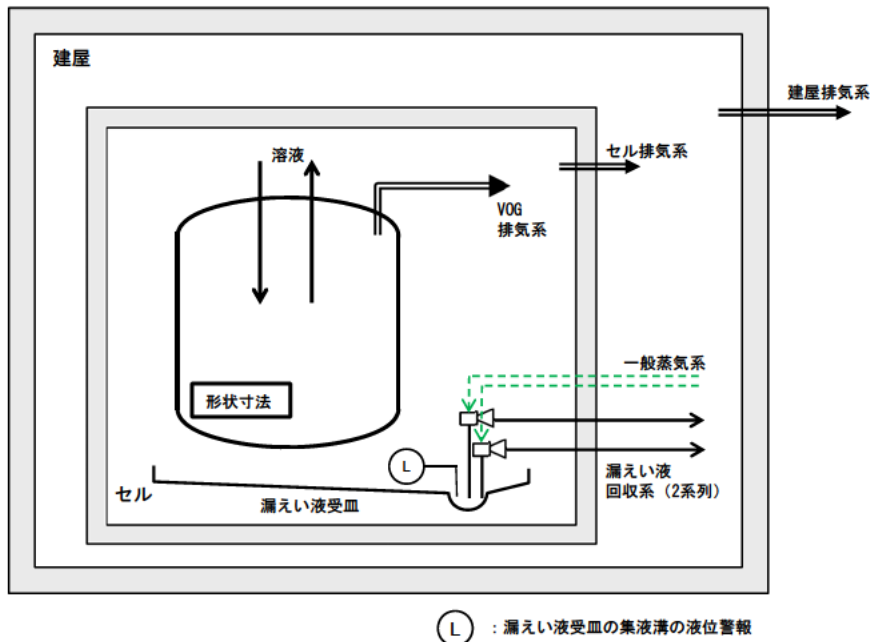 建屋
建屋排気系
セル排気系
溶液
VOG
排気系
一般蒸気系
形状寸法
L
漏えい液
回収系（2系列）
セル
漏えい液受皿
L ：漏えい液受皿の集液溝の液位警報